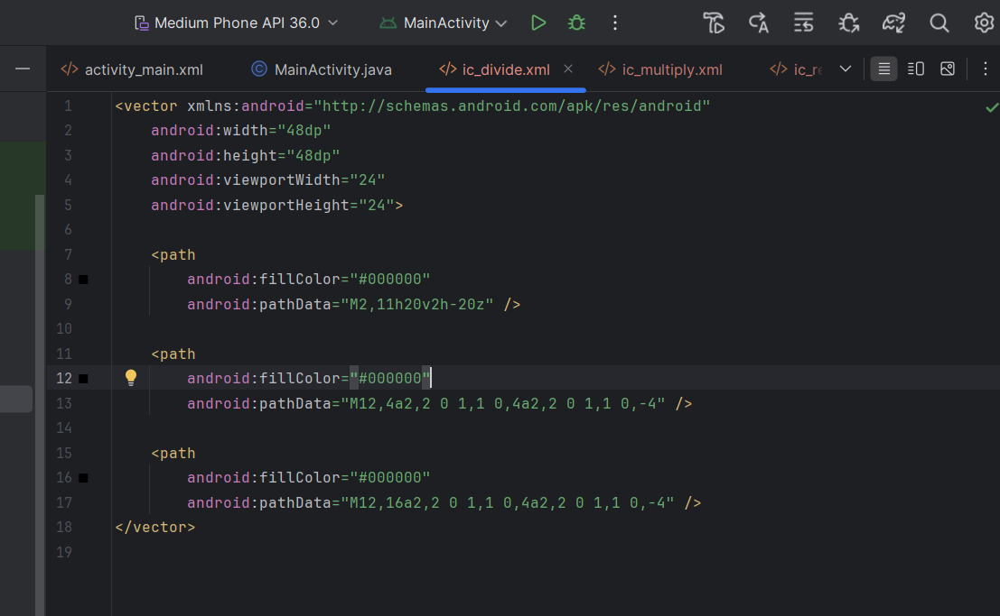 Medium Phone API 36.0 MainActivity
activity_main.xml MainActivity.java ic_divide.xml ic_multiply.xml
1 <vector xmlns:android="http://schemas.android.com/apk/res/android"
2 android:width="48dp"
3 android:height="48dp"
4 android:viewportWidth="24"
5 android:viewportHeight="24">
6
7 <path
8 android:fillColor="#000000"
9 android:pathData="M2,11h20v2h-20z" />
10
11 <path
12 android:fillColor="#000000"
13 android:pathData="M12,4a2,2 0 1,1 0,4a2,2 0 1,1 0,-4" />
14
15 <path
16 android:fillColor="#000000"
17 android:pathData="M12,16a2,2 0 1,1 0,4a2,2 0 1,1 0,-4" />
18 </vector>
19